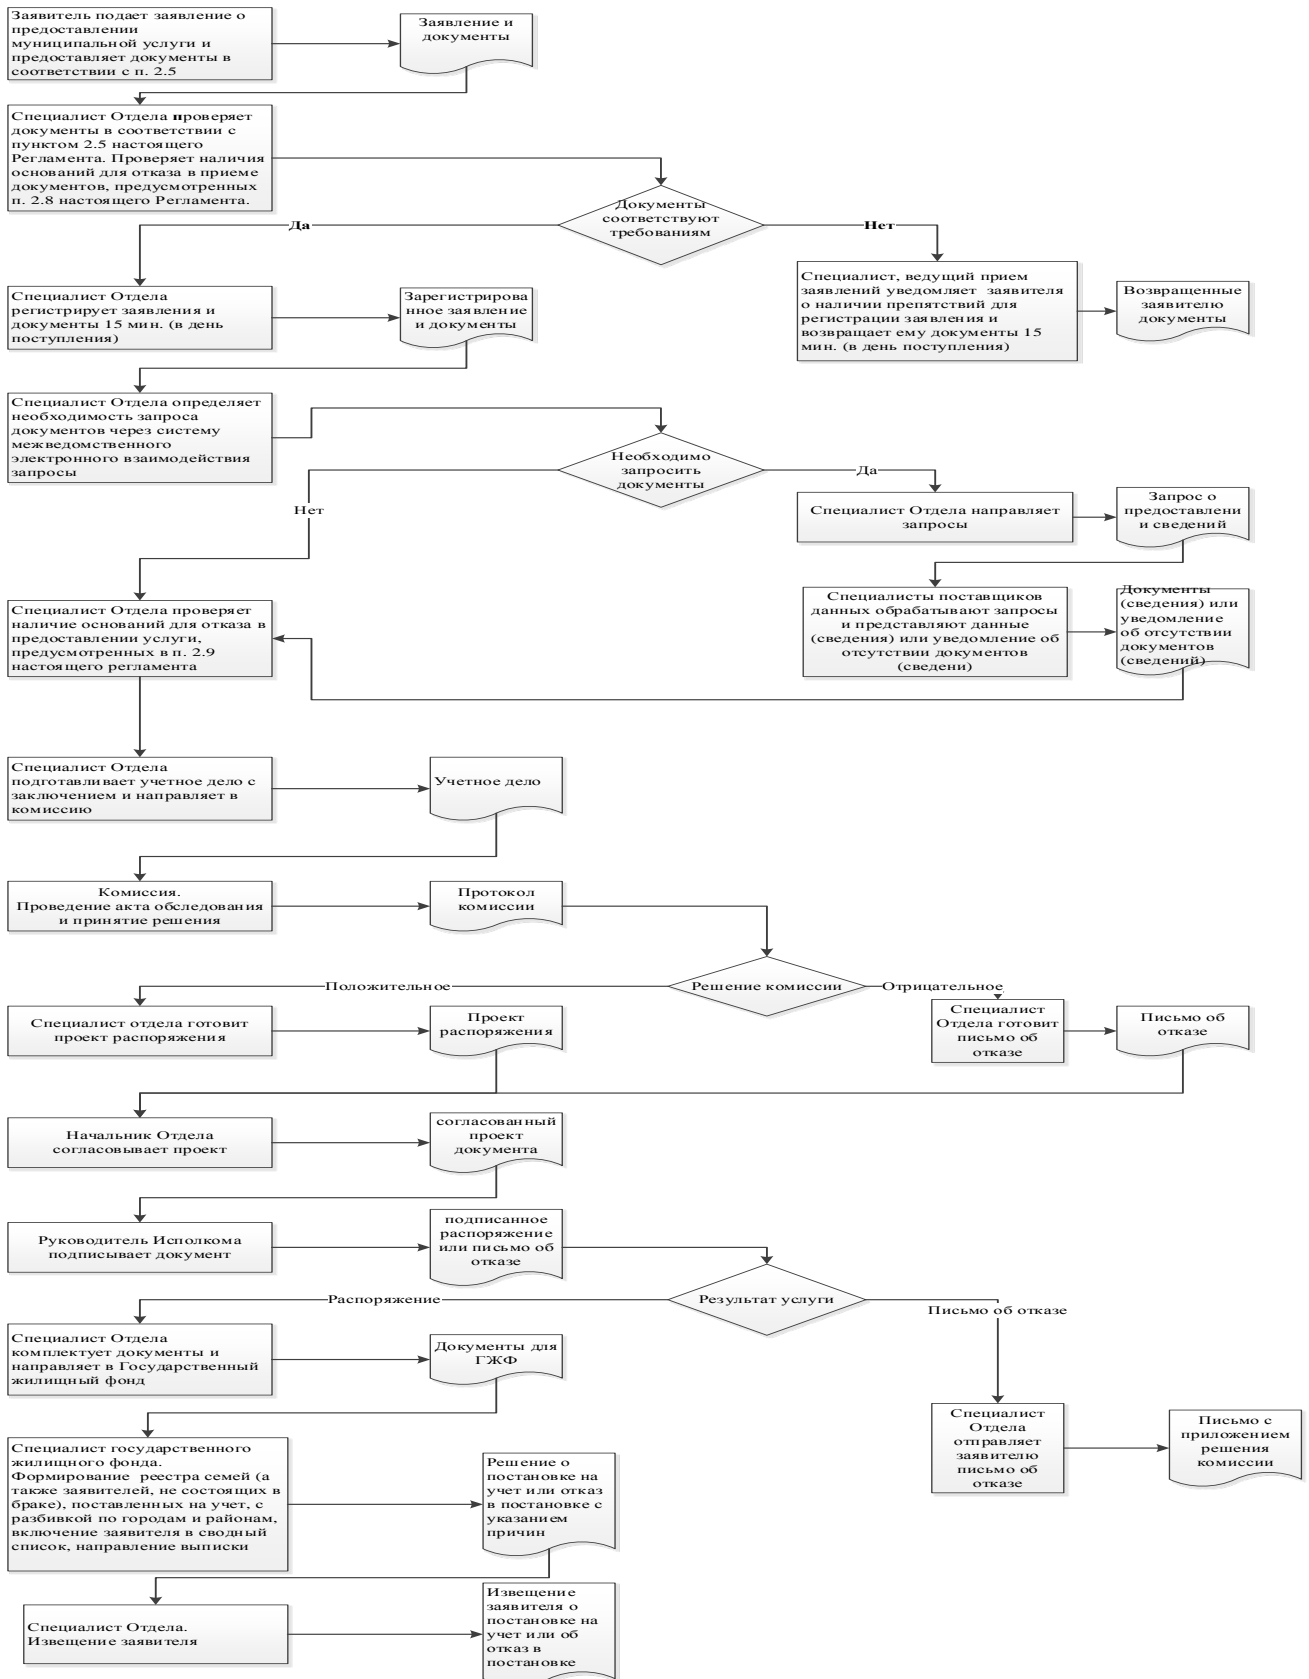 Заявитель подает заявление о
предоставлении
муниципальной услуги и
предоставляет документы в
соответствии с п. 2.5
Заявление и
документы
Специалист Отдела проверяет
документы в соответствии с
пунктом 2.5 настоящего
Регламента. Проверяет наличия
оснований для отказа в приеме
документов, предусмотренных
п. 2.8 настоящего Регламента.
Документы
соответствуют
требованиям
Да
Нет
Специалист Отдела
регистрирует заявления и
документы 15 мин. (в день
поступления)
Зарегистрирова
нное заявление
и документы
Специалист, ведущий прием
заявлений уведомляет заявителя
о наличии препятствий для
регистрации заявления и
возвращает ему документы 15
мин. (в день поступления)
Возвращенные
заявителю
документы
Специалист Отдела определяет
необходимость запроса
документов через систему
межведомственного
электронного взаимодействия
запросы
Необходимо
запросить
документы
Да
Нет
Специалист Отдела направляет
запросы
Запрос о
предоставлени
и сведений
Специалист Отдела проверяет
наличие оснований для отказа в
предоставлении услуги,
предусмотренных в п. 2.9
настоящего регламента
Специалисты поставщиков
данных обрабатывают запросы
и представляют данные
(сведения) или уведомление об
отсутствии документов
(сведени)
Документы
(сведения) или
уведомление
об отсутствии
документов
(сведений)
Специалист Отдела
подготавливает учетное дело с
заключением и направляет в
комиссию
Учетное дело
Комиссия.
Проведение акта обследования
и принятие решения
Протокол
комиссии
Решение комиссии
Положительное
Отрицательное
Специалист отдела готовит
проект распоряжения
Проект
распоряжения
Специалист
Отдела готовит
письмо об
отказе
Письмо об
отказе
Начальник Отдела
согласовывает проект
согласованный
проект
документа
Руководитель Исполкома
подписывает документ
подписанное
распоряжение
или письмо об
отказе
Результат услуги
Распоряжение
Письмо об отказе
Специалист Отдела
комплектует документы и
направляет в Государственный
жилищный фонд
Документы для
ГЖФ
Специалист
Отдела
отправляет
заявителю
письмо об
отказе
Письмо с
приложением
решения
комиссии
Специалист государственного
жилищного фонда.
Формирование реестра семей (а
также заявителей, не состоящих в
браке), поставленных на учет, с
разбивкой по городам и районам,
включение заявителя в сводный
список, направление выписки
Решение о
постановке на
учет или отказ
в постановке с
указанием
причин
Специалист Отдела.
Извещение заявителя
Извещение
заявителя о
постановке на
учет или об
отказ в
постановке